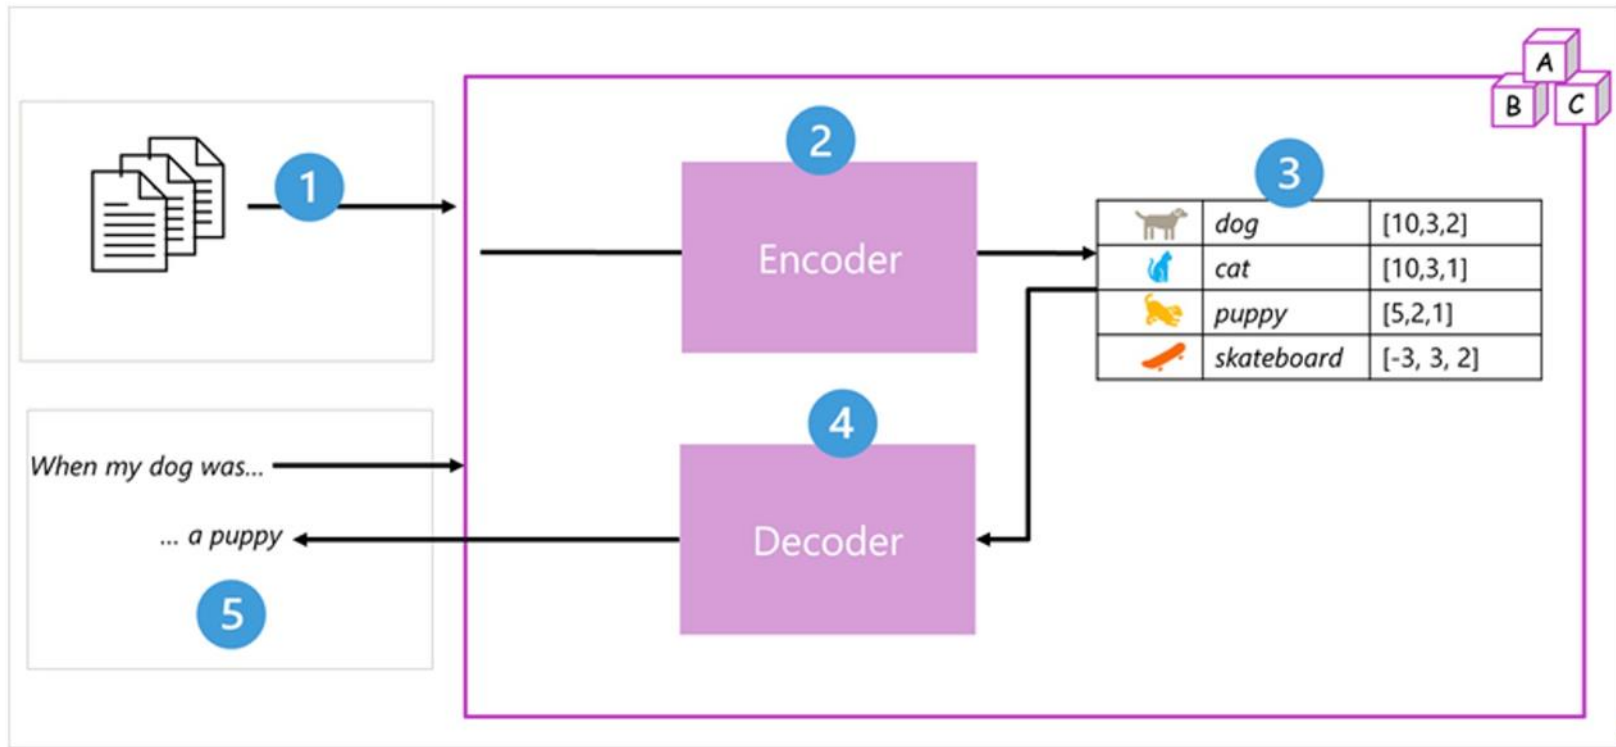 A
B C
1
2
3
Encoder
dog [10,3,2]
cat [10,3,1]
puppy [5,2,1]
skateboard [-3, 3, 2]
4
When my dog was...
... a puppy
Decoder
5